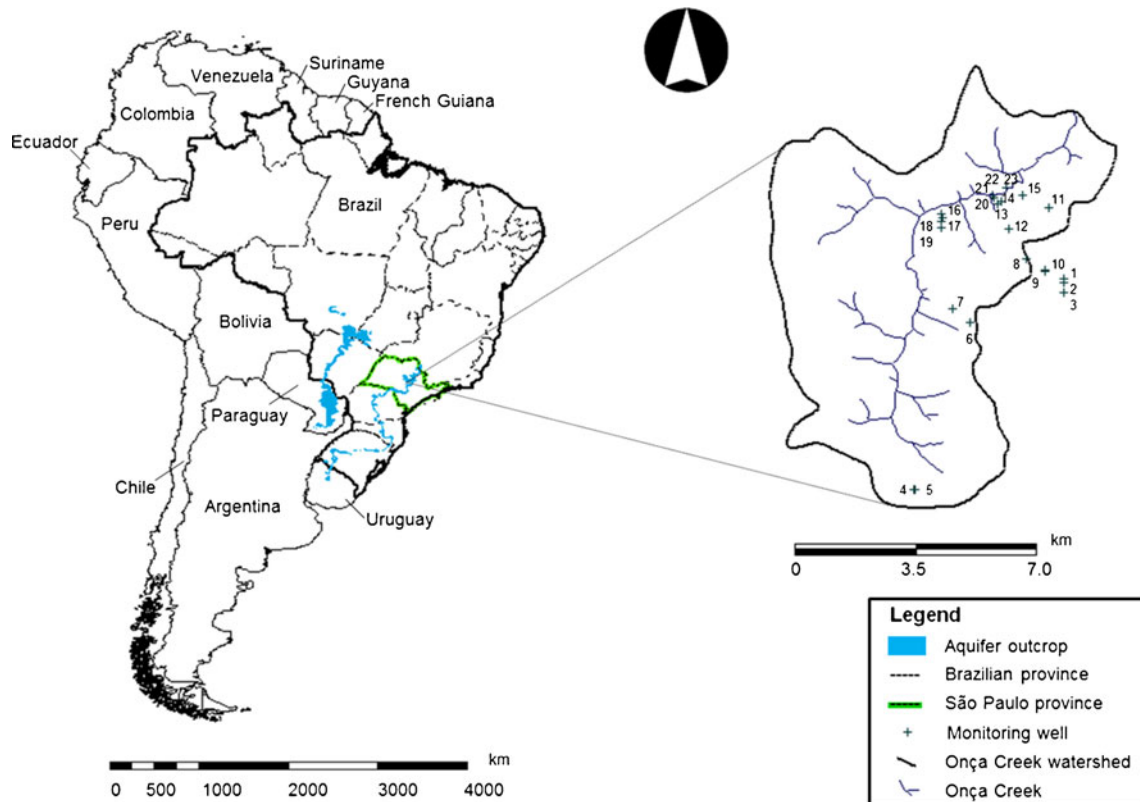 Suriname
Venezuela
Guyana
French Guiana
Colombia
Ecuador
Brazil
Peru
Bolivia
Paraguay
Chile
Argentina
Uruguay
km
0 500 1000 2000 3000 4000
22 23
21 15
20 14 11
13
16
18 17 12
19
8
10
9 1
2
3
7
6
4 5
km
0 3.5 7.0
Legend
Aquifer outcrop
Brazilian province
São Paulo province
Monitoring well
Onça Creek watershed
Onça Creek